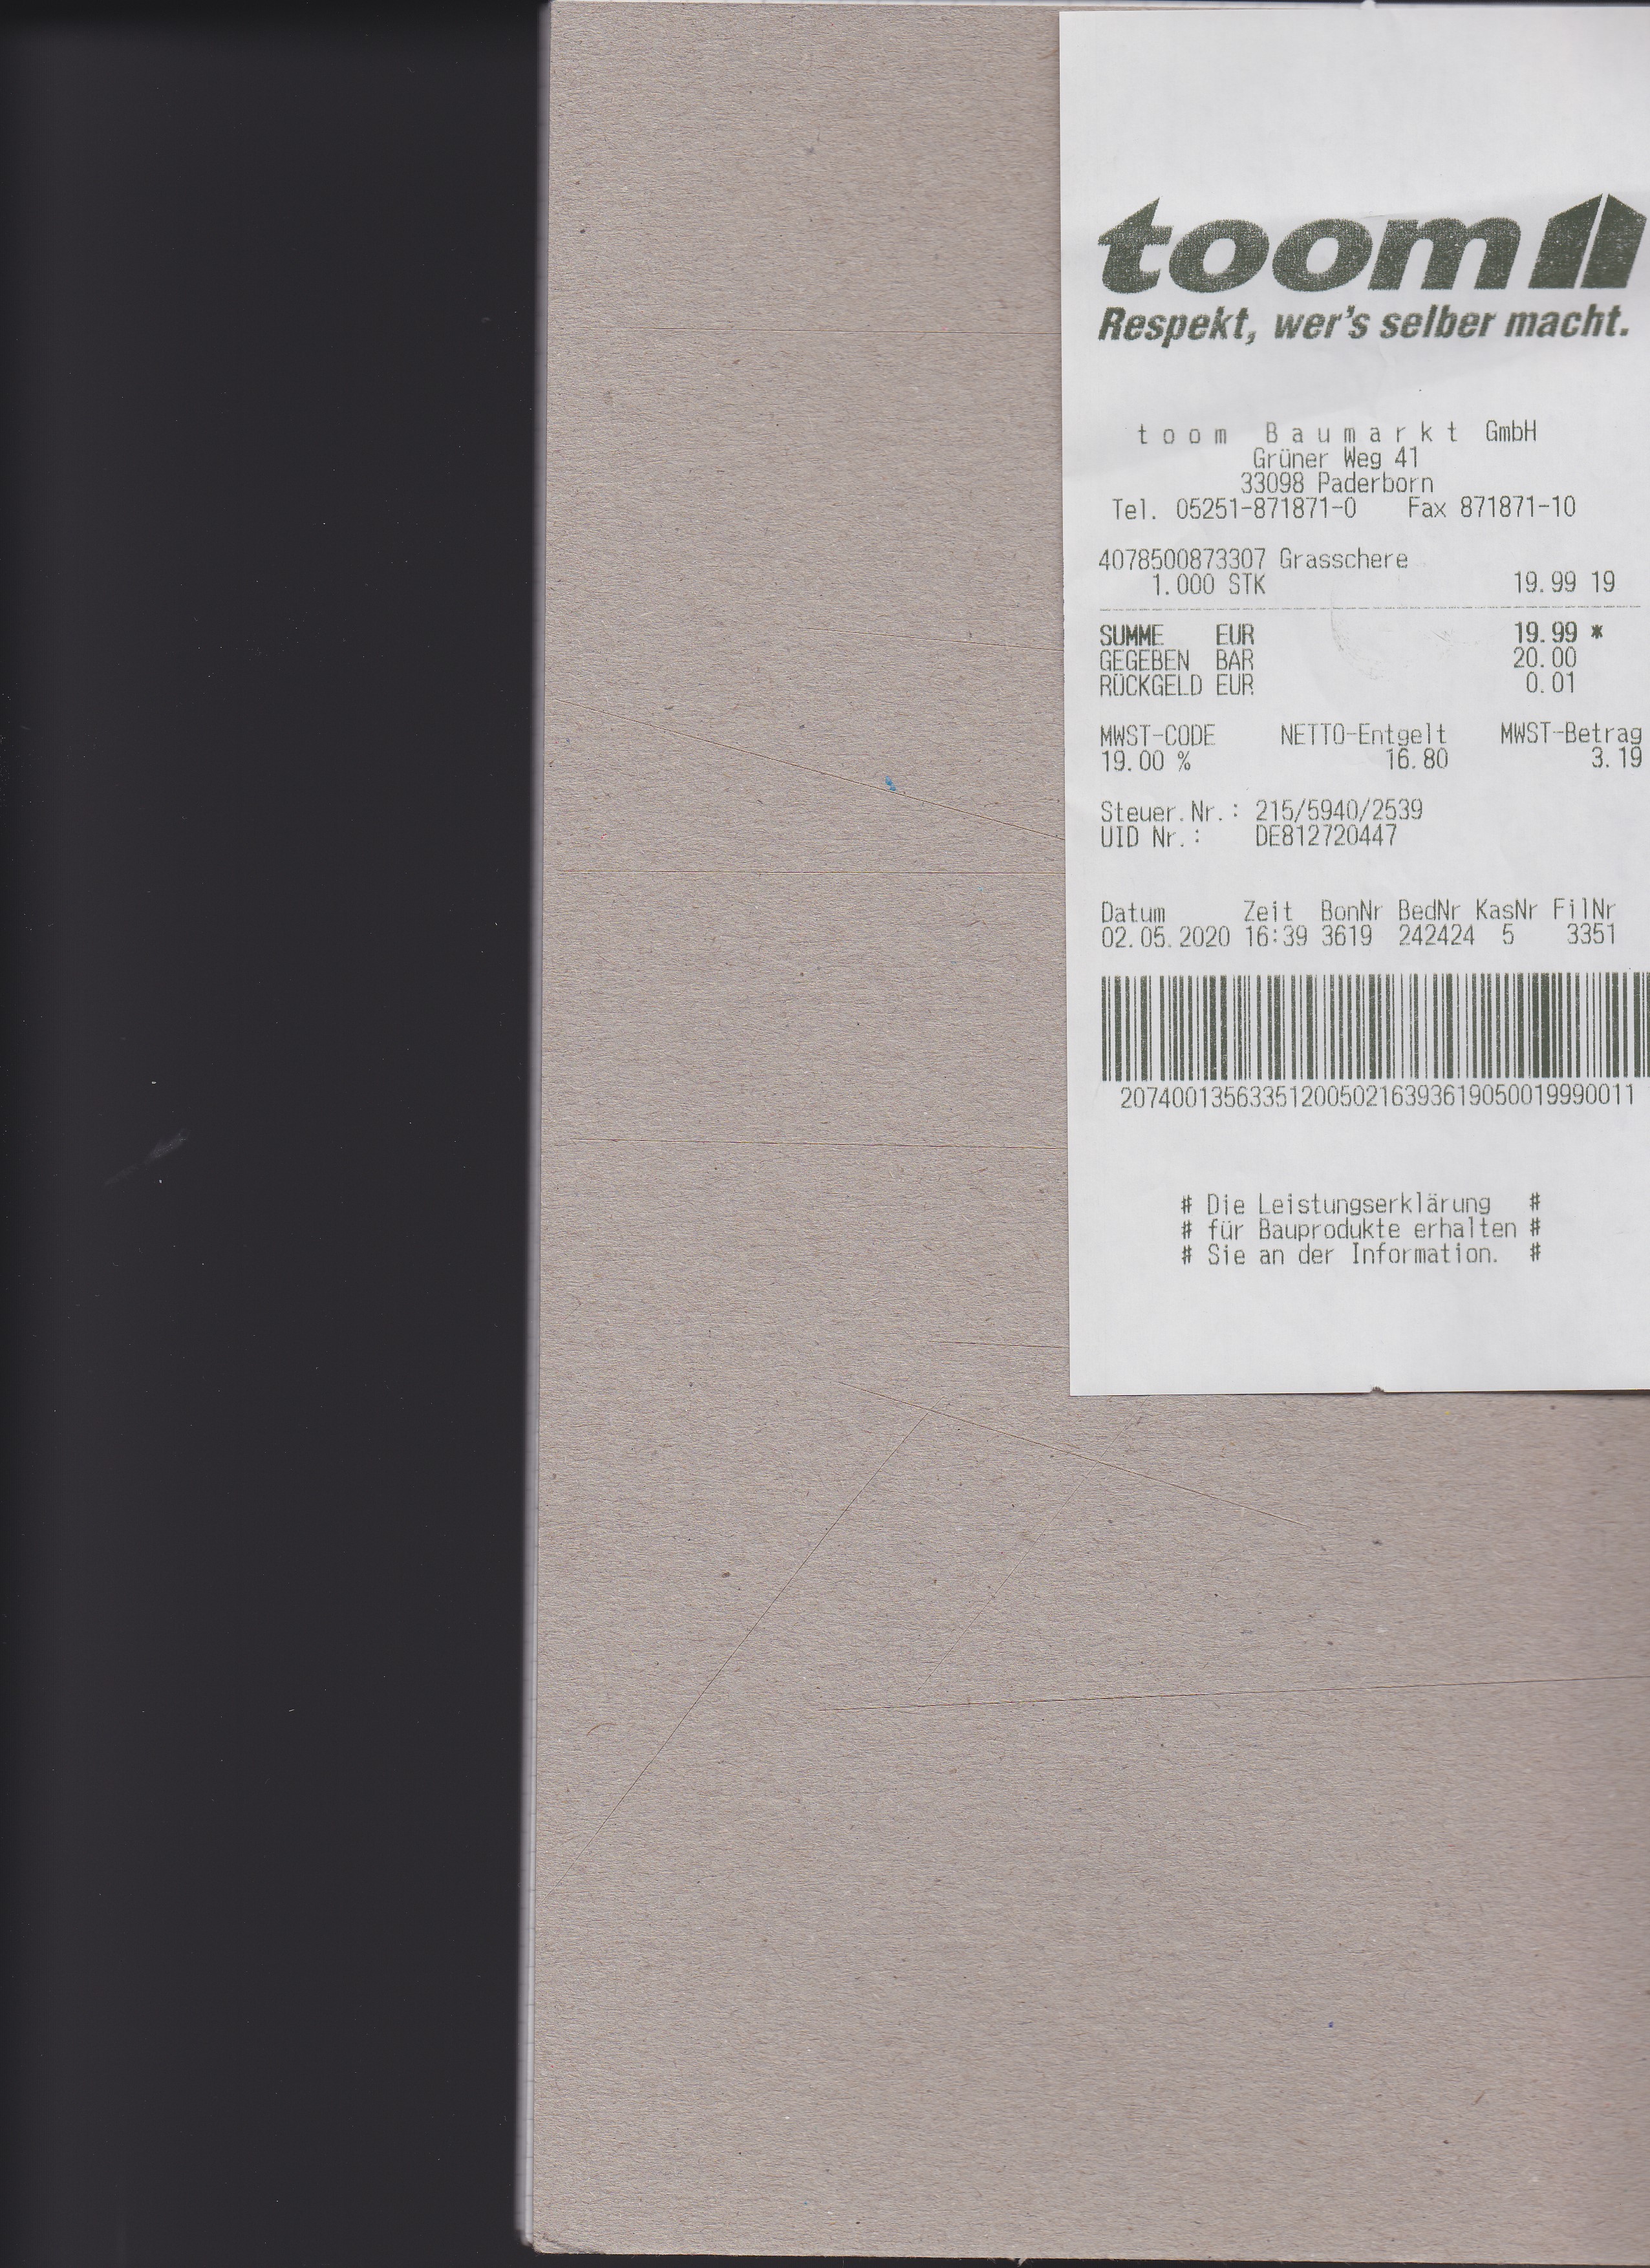 toom
Respekt, wer's selber macht.
toom Baumarkt GmbH
Grüner Weg 41
33098 Paderborn
Tel. 05251-871871-0 Fax 871871-10
4078500873307 Grasschere
1.000 STK 19.99 19
SUMME EUR 19.99 *
GEGEBEN BAR 20.00
RÜCKGELD EUR 0.01
MWST-CODE NETTO-Entgelt MWST-Betrag
19.00 % 16.80 3.19
Steuer.Nr.: 215/5940/2539
UID Nr.: DE812720447
Datum Zeit BonNr BedNr KasNr FilNr
02.05.2020 16:39 3619 242424 5 3351
2074001356335120050216393619050019990011
# Die Leistungserklärung #
# für Bauprodukte erhalten #
# Sie an der Information. #